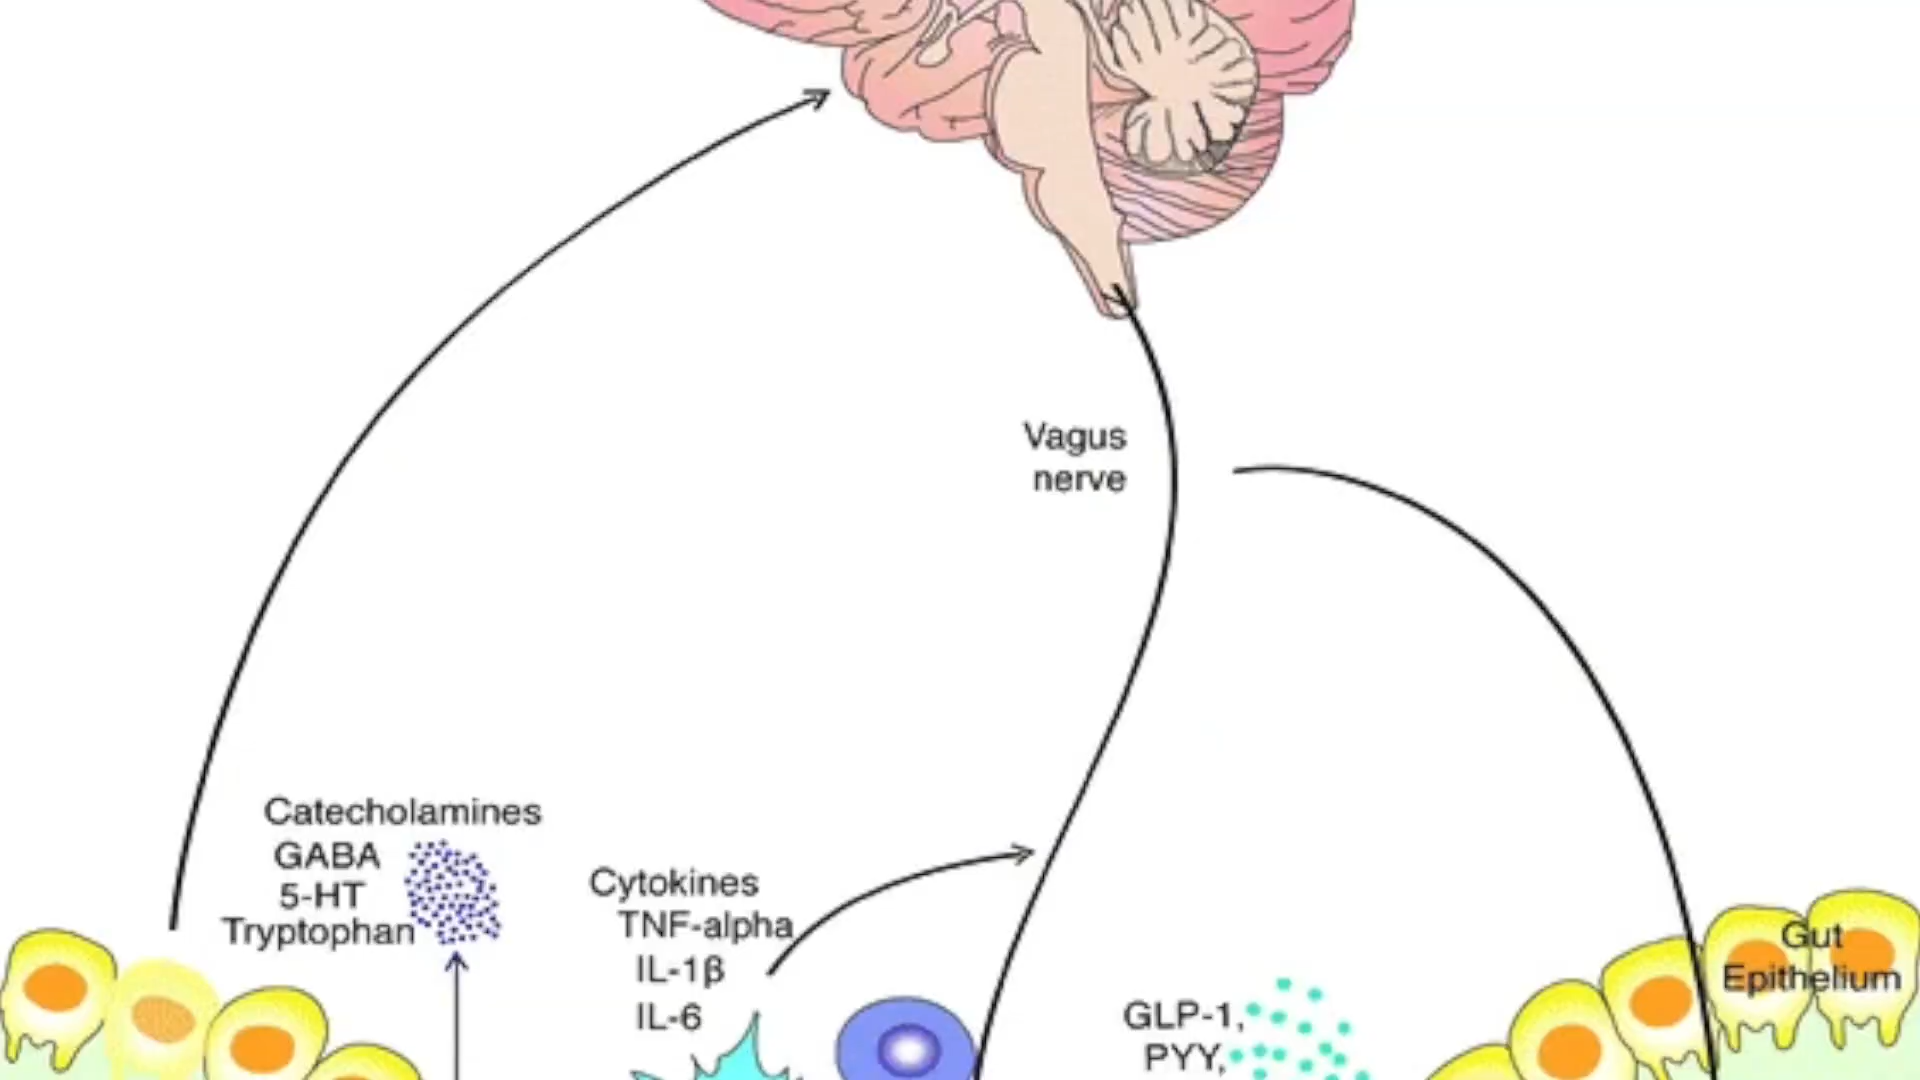 Vagus
nerve
Catecholamines
GABA
5-HT
Tryptophan
Cytokines
TNF-alpha
IL-1β
IL-6
GLP-1,
PYY,
Gut
Epithelium